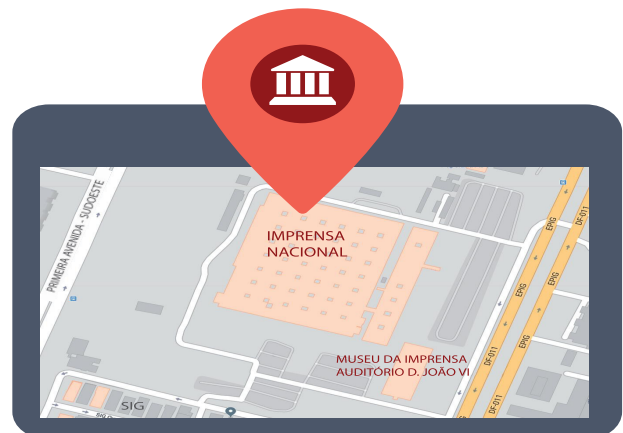 PRIMEIRA AVENIDA - SUDOESTE
IMPRENSA
NACIONAL
EPIG
DF-011
EPIG
EPIG
DF-011
EPIG
DF-011
MUSEU DA IMPRENSA
AUDITÓRIO D. JOÃO VI
SIG